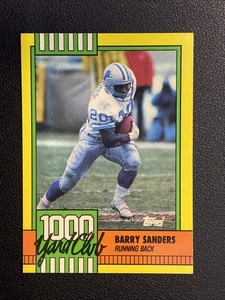 20
1000
Yard Club
Topps
BARRY SANDERS
RUNNING BACK